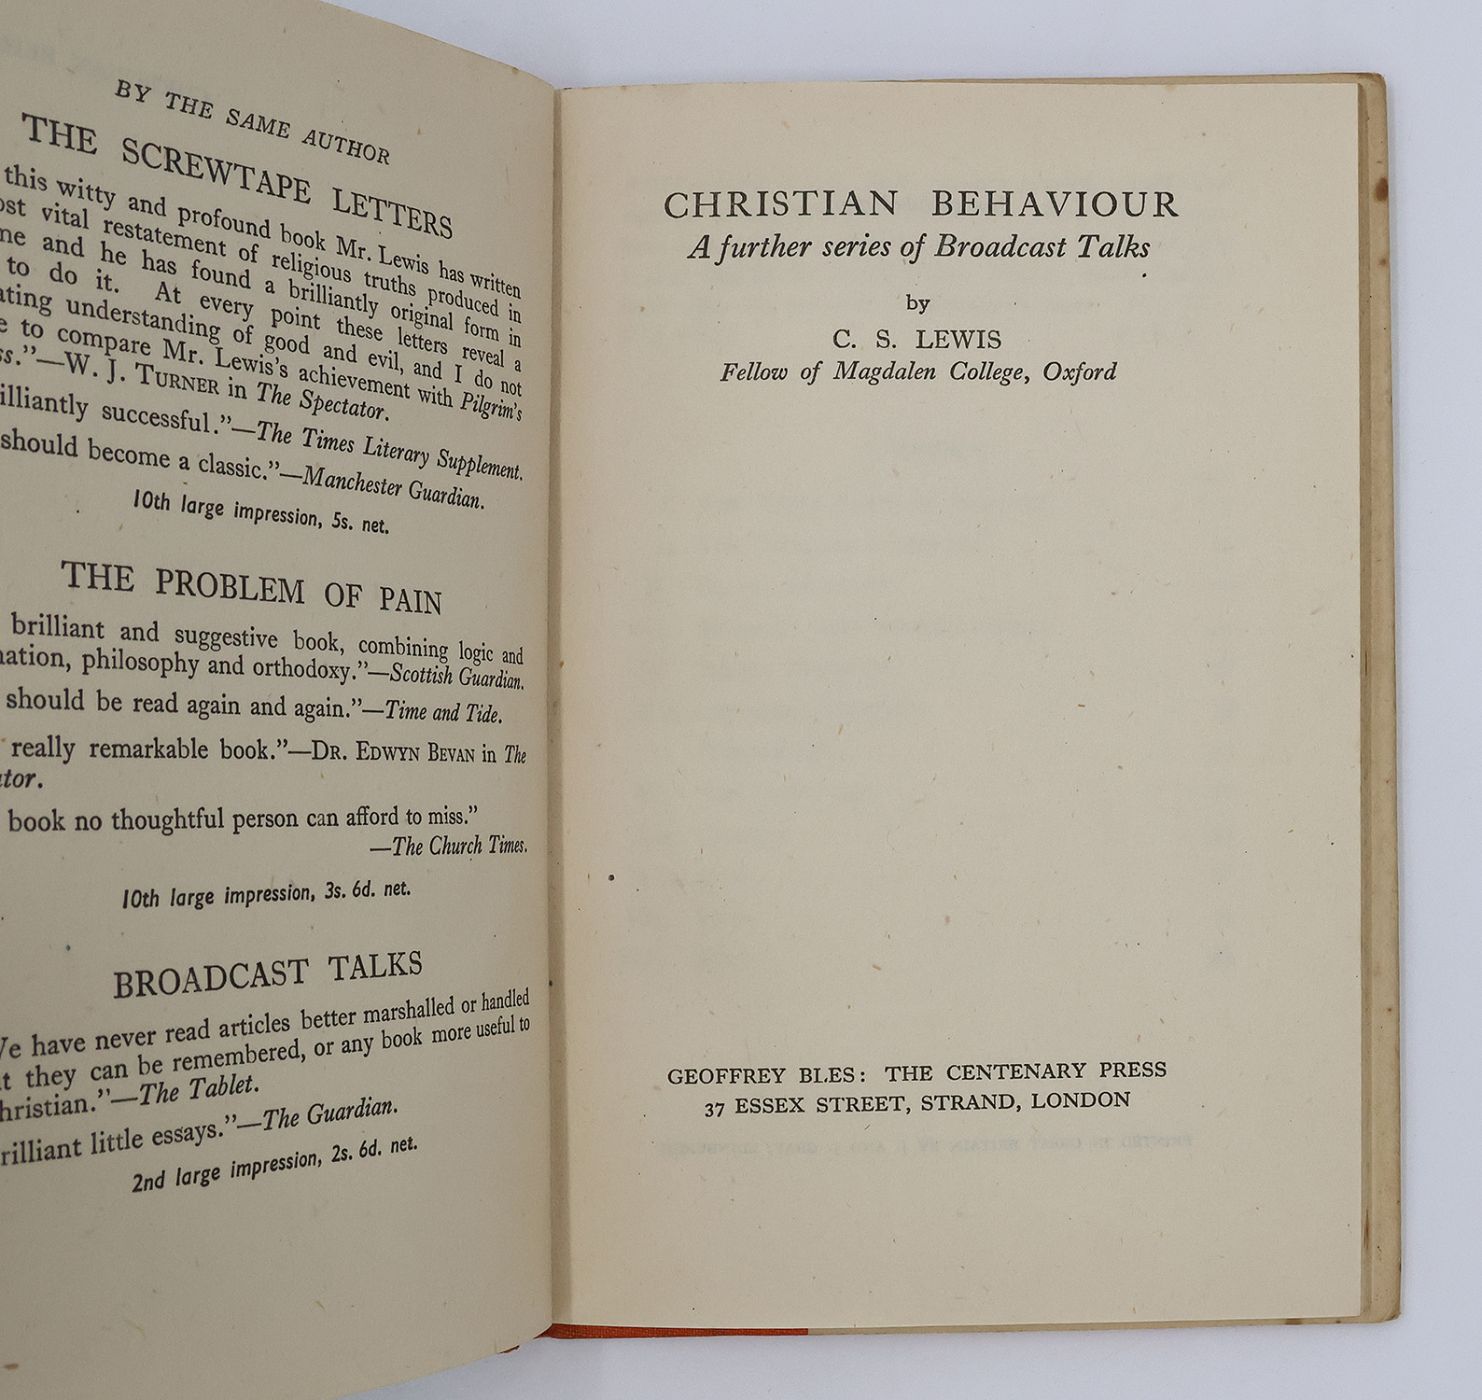 BY THE SAME AUTHOR
THE SCREWTAPE LETTERS
this witty and profound book Mr. Lewis has written
vital restatement of religious truths produced in
and he has found a brilliantly original form in
to do it. At every point these letters reveal a
understanding of good and evil, and I do not
to compare Mr. Lewis's achievement with Pilgrim's
—W. J. TURNER in The Spectator.
successful."—The Times Literary Supplement.
should become a classic."—Manchester Guardian.
10th large impression, 5s. net.
THE PROBLEM OF PAIN
brilliant and suggestive book, combining logic and
philosophy and orthodoxy."—Scottish Guardian.
should be read again and again."—Time and Tide.
really remarkable book."—DR. EDWYN BEVAN in The
book no thoughtful person can afford to miss."
—The Church Times.
10th large impression, 3s. 6d. net.
BROADCAST TALKS
have never read articles better marshalled or handled
they can be remembered, or any book more useful to
—The Tablet.
little essays."—The Guardian.
2nd large impression, 2s. 6d. net.
CHRISTIAN BEHAVIOUR
A further series of Broadcast Talks
by
C. S. LEWIS
Fellow of Magdalen College, Oxford
GEOFFREY BLES: THE CENTENARY PRESS
37 ESSEX STREET, STRAND, LONDON